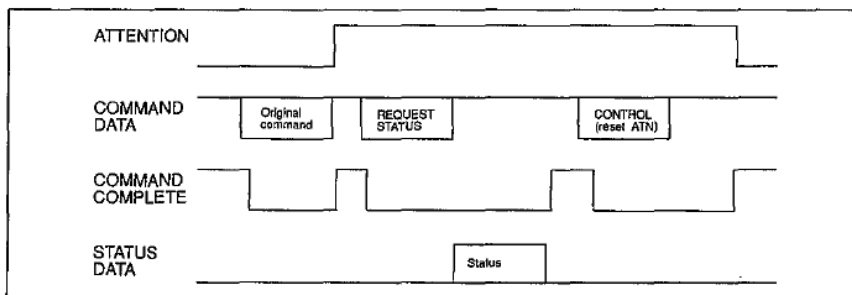 ATTENTION
COMMAND
DATA
Original
command
REQUEST
STATUS
CONTROL
(reset ATN)
COMMAND
COMPLETE
STATUS
DATA
Status